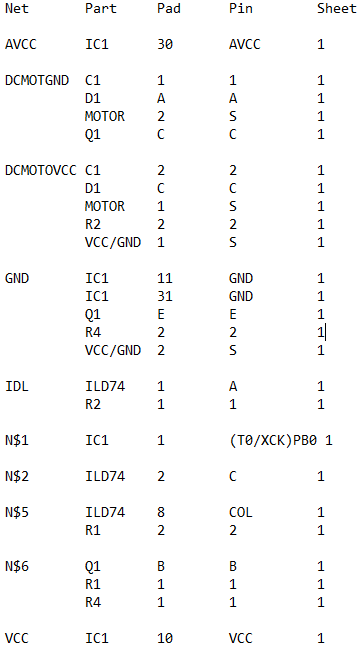 Net Part Pad Pin Sheet
AVCC IC1 30 AVCC 1
DCMOTGND C1 1 1 1
D1 A A 1
MOTOR 2 S 1
Q1 C C 1
DCMOTOVCC C1 2 2 1
D1 C C 1
MOTOR 1 S 1
R2 2 2 1
VCC/GND 1 S 1
GND IC1 11 GND 1
IC1 31 GND 1
Q1 E E 1
R4 2 2 1
VCC/GND 2 S 1
IDL ILD74 1 A 1
R2 1 1 1
N$1 IC1 1 (T0/XCK)PB0 1
N$2 ILD74 2 C 1
N$5 ILD74 8 COL 1
R1 2 2 1
N$6 Q1 B B 1
R1 1 1 1
R4 1 1 1
VCC IC1 10 VCC 1